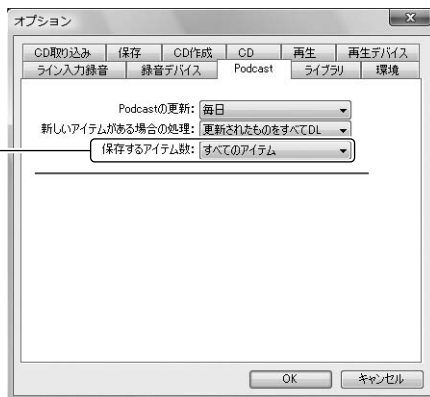 オプション
CD取り込み 保存 CD作成 CD 再生 再生デバイス
ライン入力録音 録音デバイス Podcast ライブラリ 環境
Podcastの更新: 毎日
新しいアイテムがある場合の処理: 更新されたものをすべてDL
保存するアイテム数: すべてのアイテム
OK キャンセル